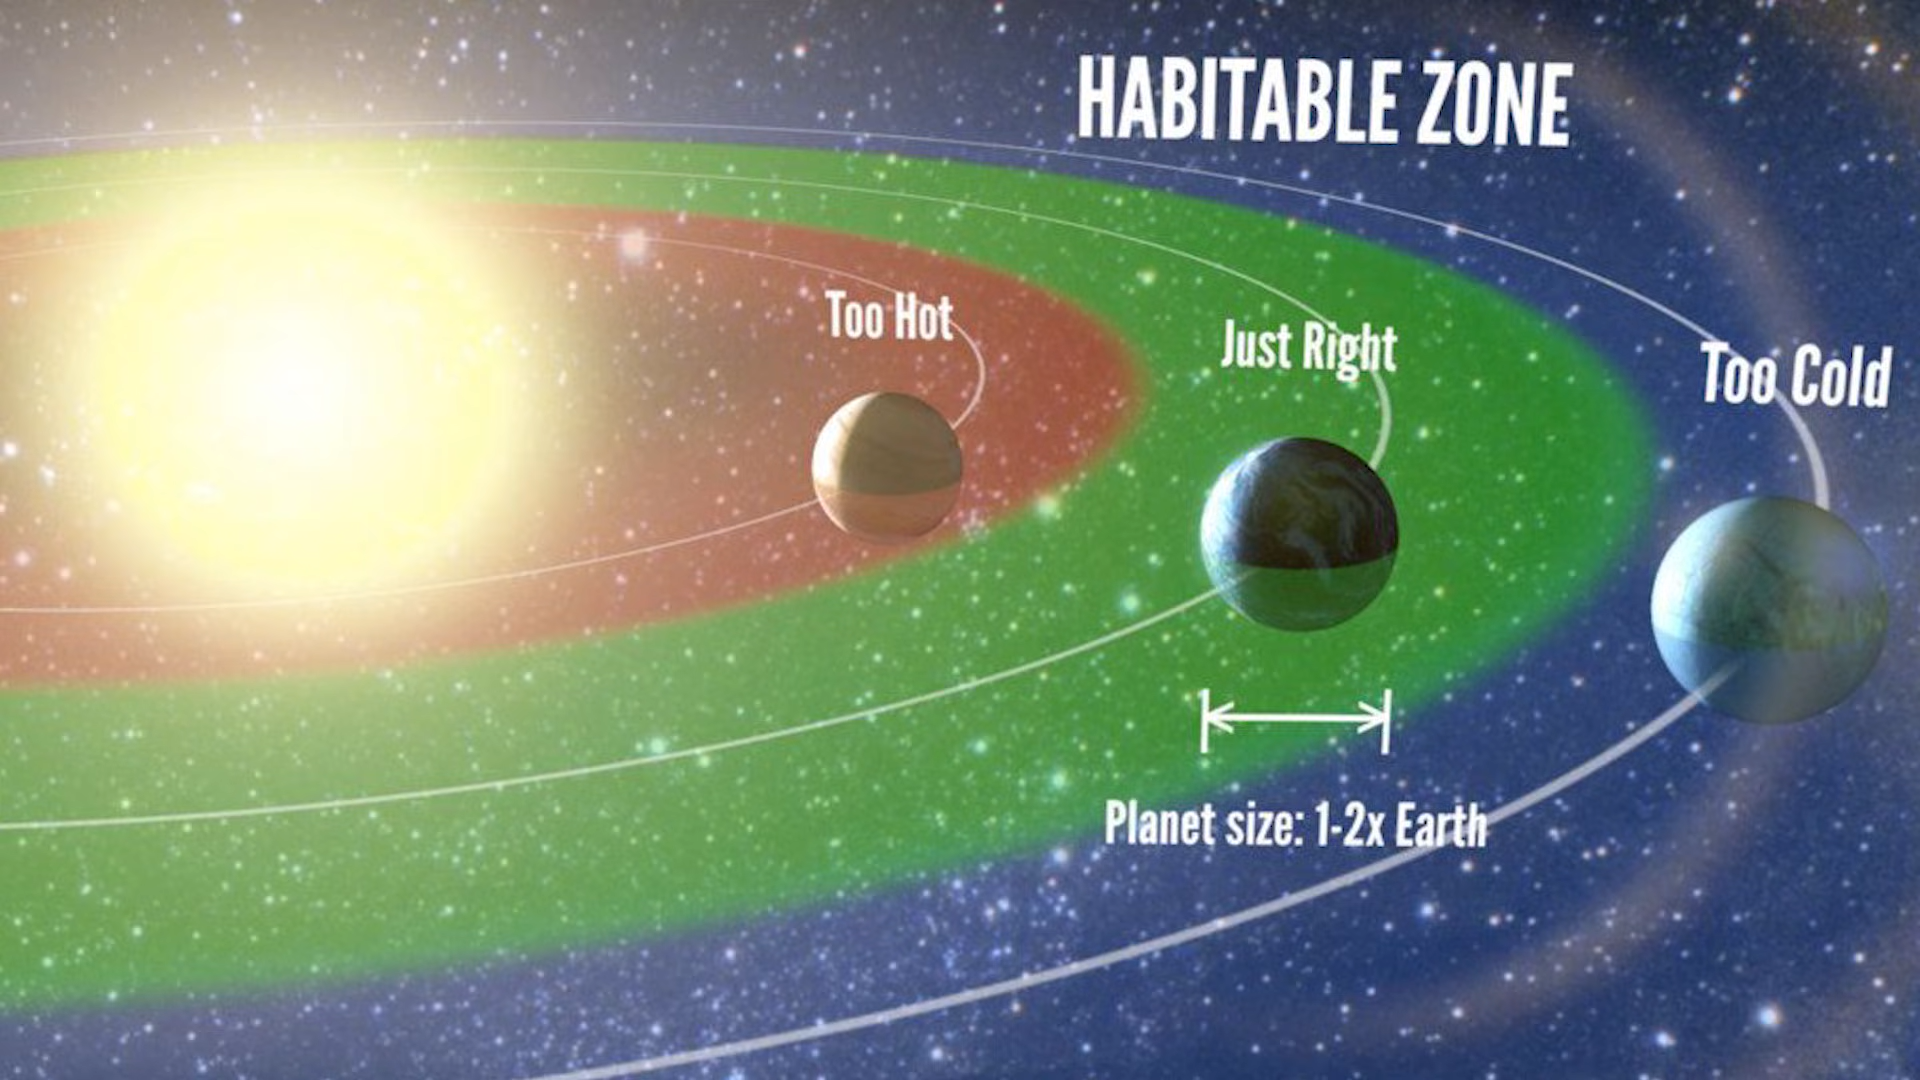 HABITABLE ZONE
Too Hot
Just Right
Too Cold
Planet size: 1-2x Earth